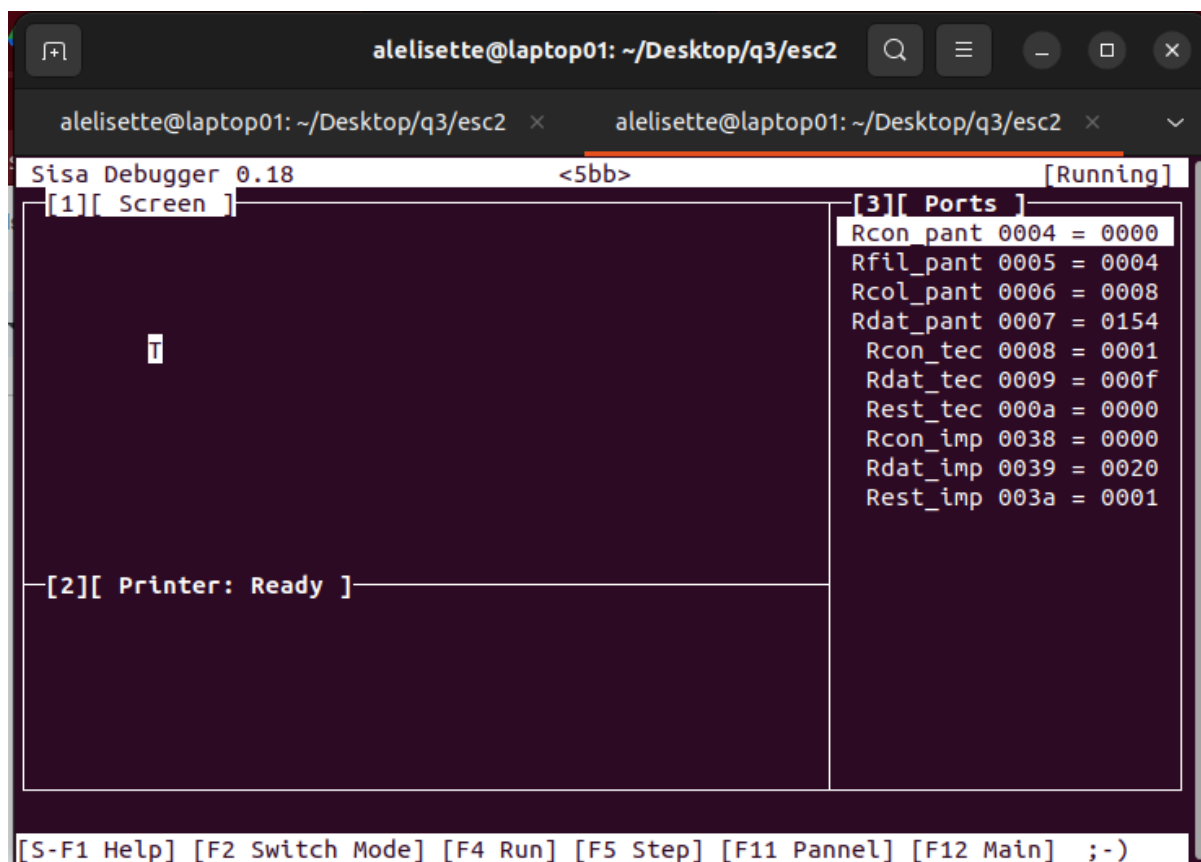 alelisette@laptop01: ~/Desktop/q3/esc2
alelisette@laptop01: ~/Desktop/q3/esc2 alelisette@laptop01: ~/Desktop/q3/esc2
Sisa Debugger 0.18 <5bb> [Running]
[1][ Screen ] [3][ Ports ]
Rcon_pant 0004 = 0000
Rfil_pant 0005 = 0004
Rcol_pant 0006 = 0008
Rdat_pant 0007 = 0154
T Rcon_tec 0008 = 0001
Rdat_tec 0009 = 000f
Rest_tec 000a = 0000
Rcon_imp 0038 = 0000
Rdat_imp 0039 = 0020
Rest_imp 003a = 0001
[2][ Printer: Ready ]
[S-F1 Help] [F2 Switch Mode] [F4 Run] [F5 Step] [F11 Pannel] [F12 Main] ;-)